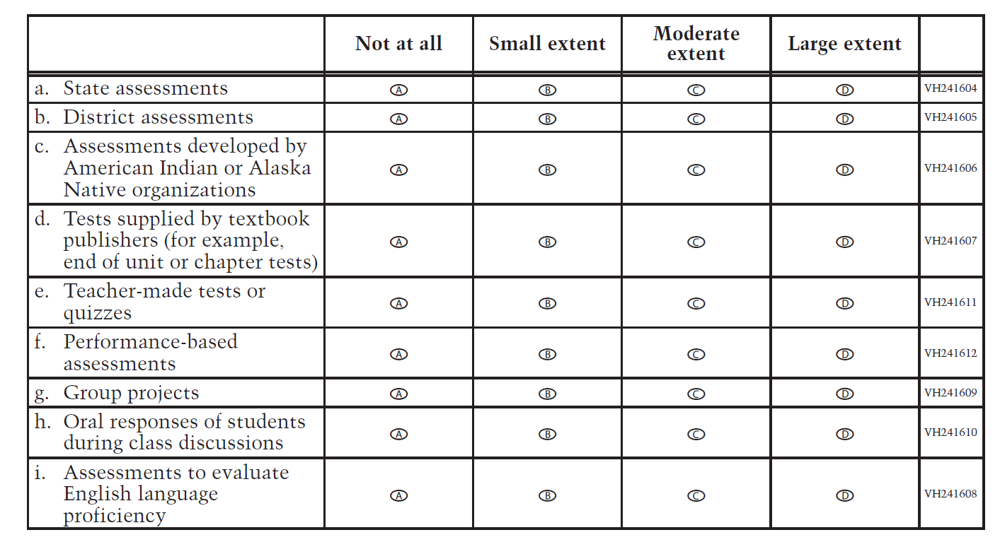 Not at all Small extent Moderate extent Large extent
a. State assessments A B C D VH241604
b. District assessments A B C D VH241605
c. Assessments developed by
American Indian or Alaska
Native organizations A B C D VH241606
d. Tests supplied by textbook
publishers (for example,
end of unit or chapter tests) A B C D VH241607
e. Teacher-made tests or
quizzes A B C D VH241611
f. Performance-based
assessments A B C D VH241612
g. Group projects A B C D VH241609
h. Oral responses of students
during class discussions A B C D VH241610
i. Assessments to evaluate
English language
proficiency A B C D VH241608